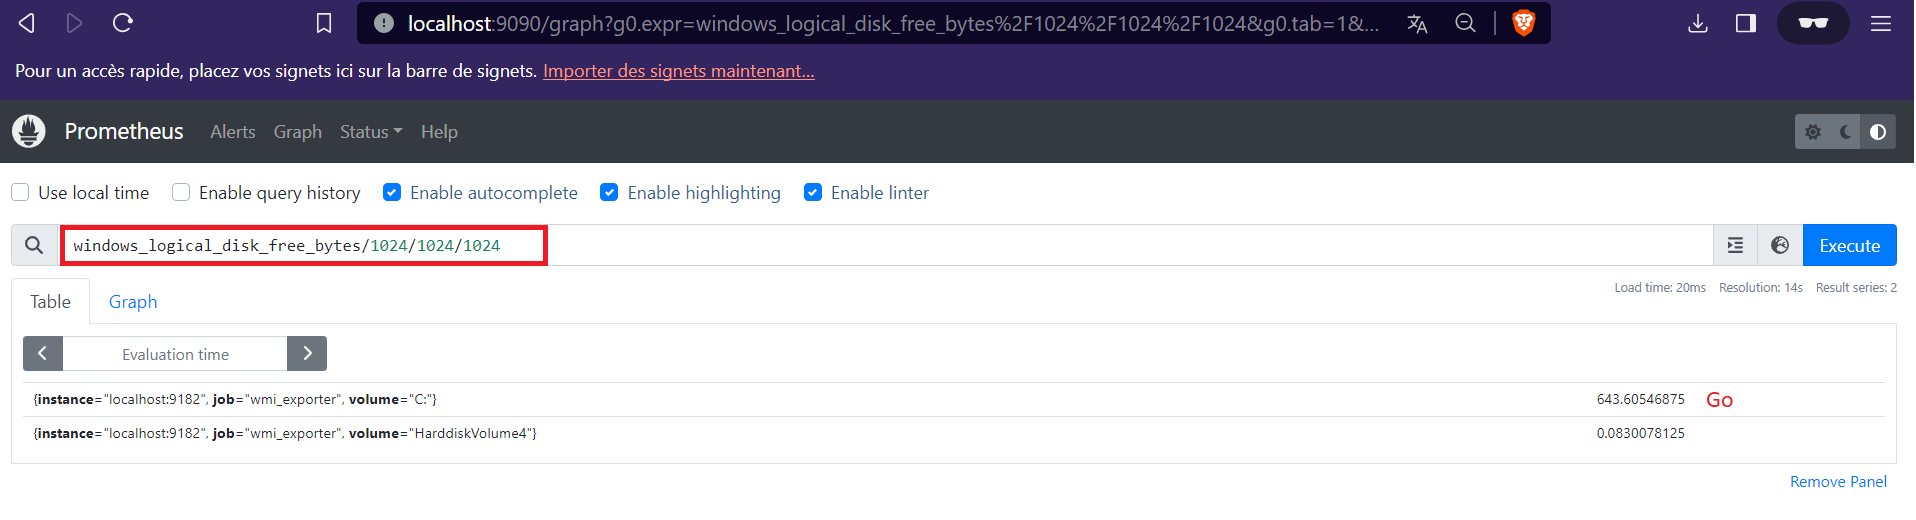 localhost:9090/graph?g0.expr=windows_logical_disk_free_bytes%2F1024%2F1024%2F1024&g0.tab=1&...
Pour un accès rapide, placez vos signets ici sur la barre de signets. Importer des signets maintenant...
Prometheus Alerts Graph Status Help
Use local time Enable query history Enable autocomplete Enable highlighting Enable linter
windows_logical_disk_free_bytes/1024/1024/1024 Execute
Table Graph Load time: 20ms Resolution: 14s Result series: 2
Evaluation time
{instance="localhost:9182", job="wmi_exporter", volume="C:"} 643.60546875 Go
{instance="localhost:9182", job="wmi_exporter", volume="HarddiskVolume4"} 0.0830078125
Remove Panel